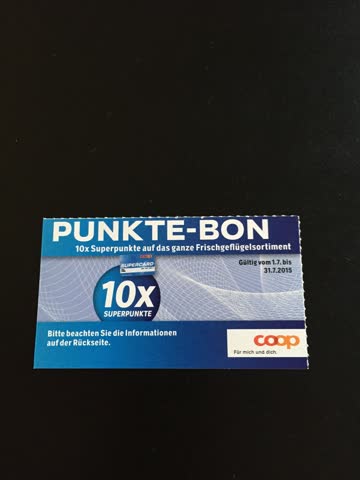 PUNKTE-BON
10x Superpunkte auf das ganze Frischgeflügelsortiment
Gültig vom 1.7. bis
31.7.2015
coop
SUPERCARD
10x
SUPERPUNKTE
Bitte beachten Sie die Informationen
auf der Rückseite.
coop
Für mich und dich.